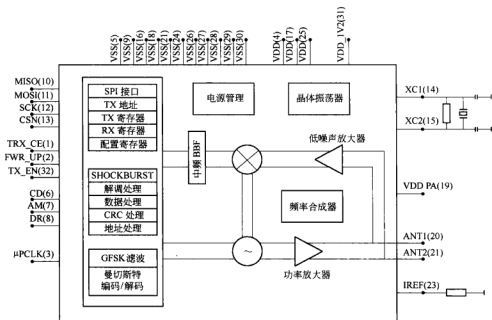 VSS(5)
VSS(9)
VSS(16)
VSS(18)
VSS(21)
VSS(24)
VSS(26)
VSS(27)
VSS(28)
VSS(29)
VSS(30)
VDD(4)
VDD(17)
VDD(25)
VDD_1V2(31)
MISO(10)
MOSI(11)
SCK(12)
CSN(13)
TRX_CE(1)
FWR_UP(2)
TX_EN(32)
CD(6)
AM(7)
DR(8)
μPCLK(3)
SPI 接口
TX 地址
TX 寄存器
RX 寄存器
配置寄存器
SHOCKBURST
解调处理
数据处理
CRC 处理
地址处理
GFSK 滤波
曼切斯特
编码/解码
中频 BBF
电源管理
晶体振荡器
低噪声放大器
频率合成器
~
功率放大器
XC1(14)
XC2(15)
VDD PA(19)
ANT1(20)
ANT2(21)
IREF(23)